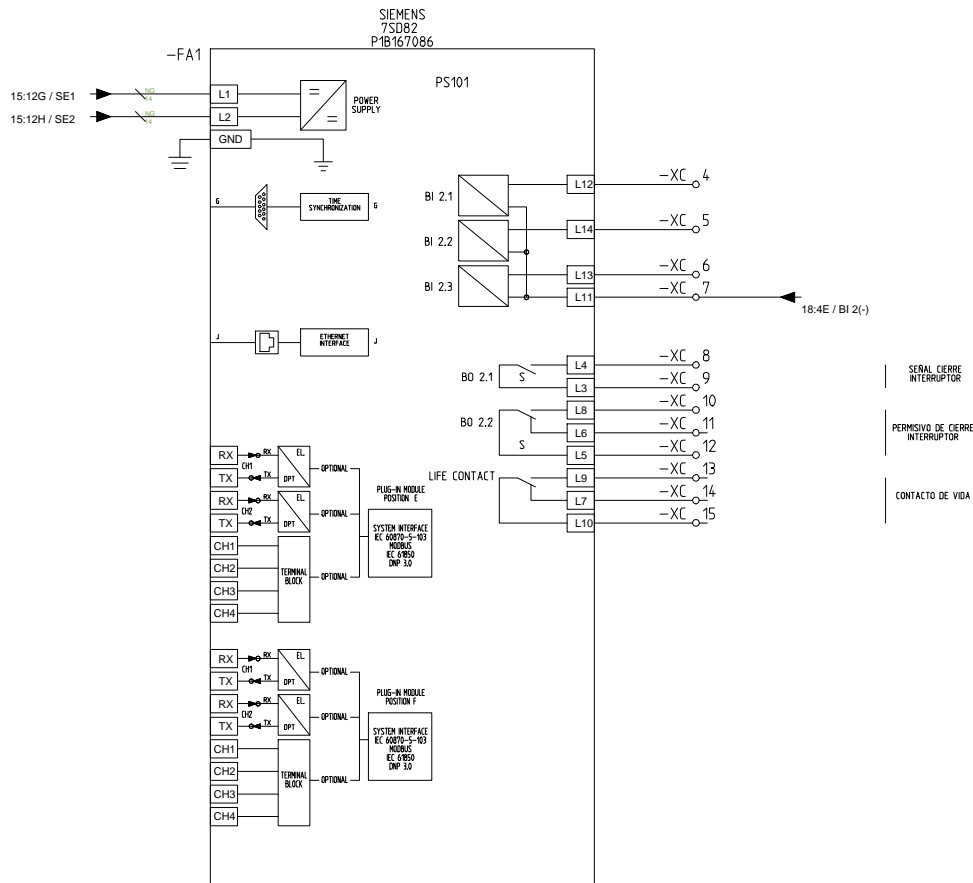 SIEMENS
7SD82
P1B167086
-FA1
PS101
15:12G / SE1
NG
14
L1
15:12H / SE2
NG
14
L2
GND
POWER
SUPPLY
G
TIME
SYNCHRONIZATION
G
J
ETHERNET
INTERFACE
J
BI 2.1
L12
-XC
4
BI 2.2
L14
-XC
5
BI 2.3
L13
-XC
6
L11
-XC
7
18:4E / BI 2(-)
BO 2.1
S
L4
-XC
8
L3
-XC
9
SEÑAL CIERRE
INTERRUPTOR
BO 2.2
S
L8
-XC
10
L6
-XC
11
L5
-XC
12
PERMISIVO DE CIERRE
INTERRUPTOR
LIFE CONTACT
L9
-XC
13
L7
-XC
14
L10
-XC
15
CONTACTO DE VIDA
RX
RX
CH1
TX
TX
EL.
OPT
OPTIONAL
RX
RX
CH2
TX
TX
EL.
OPT
OPTIONAL
CH1
CH2
CH3
CH4
TERMINAL
BLOCK
OPTIONAL
PLUG-IN MODULE
POSITION E
SYSTEM INTERFACE
IEC 60870-5-103
MODBUS
IEC 61850
DNP 3.0
RX
RX
CH1
TX
TX
EL.
OPT
OPTIONAL
RX
RX
CH2
TX
TX
EL.
OPT
OPTIONAL
CH1
CH2
CH3
CH4
TERMINAL
BLOCK
OPTIONAL
PLUG-IN MODULE
POSITION F
SYSTEM INTERFACE
IEC 60870-5-103
MODBUS
IEC 61850
DNP 3.0